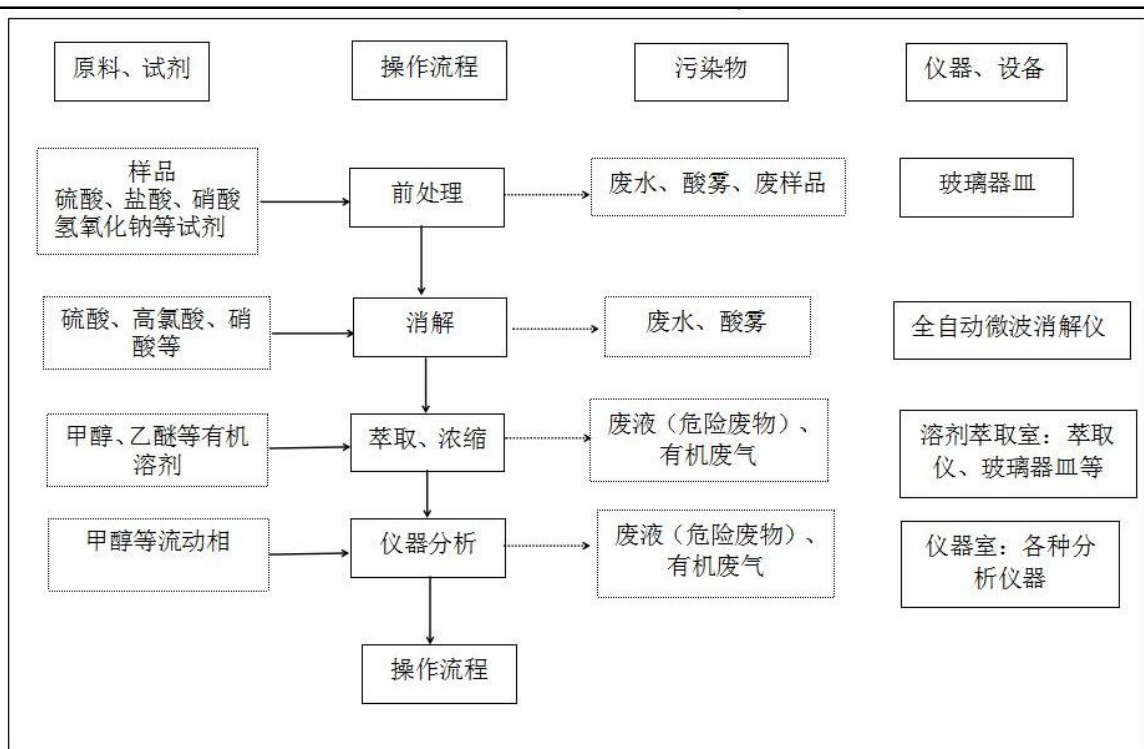 原料、试剂
操作流程
污染物
仪器、设备
样品
硫酸、盐酸、硝酸
氢氧化钠等试剂
前处理
废水、酸雾、废样品
玻璃器皿
硫酸、高氯酸、硝
酸等
消解
废水、酸雾
全自动微波消解仪
甲醇、乙醚等有机
溶剂
萃取、浓缩
废液（危险废物）、
有机废气
溶剂萃取室：萃取
仪、玻璃器皿等
甲醇等流动相
仪器分析
废液（危险废物）、
有机废气
仪器室：各种分
析仪器
操作流程